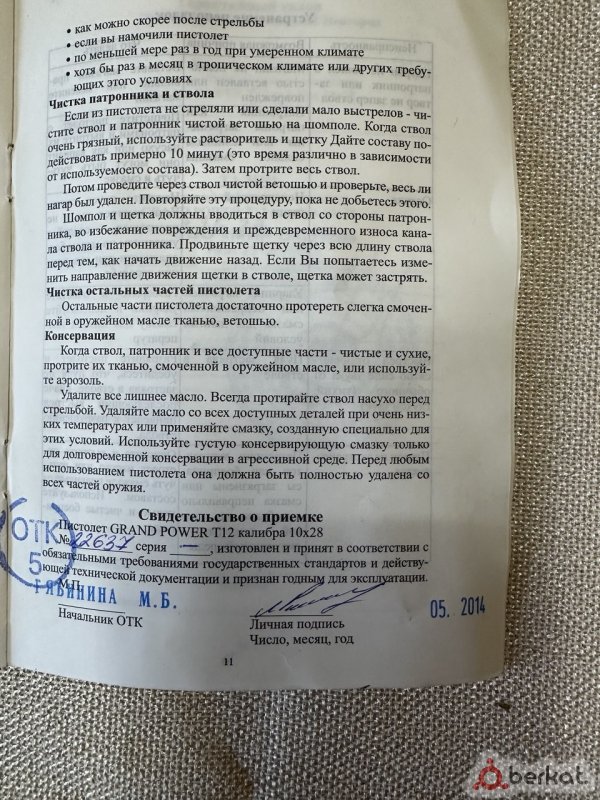 • как можно скорее после стрельбы
• если вы намочили пистолет
• по меньшей мере раз в год при умеренном климате
• хотя бы раз в месяц в тропическом климате или других требу-
ющих этого условиях
Чистка патронника и ствола
Если из пистолета не стреляли или сделали мало выстрелов - чи-
стите ствол и патронник чистой ветошью на шомполе. Когда ствол
очень грязный, используйте растворитель и щетку Дайте составу по-
действовать примерно 10 минут (это время различно в зависимости
от используемоего состава). Затем протрите весь ствол.
Потом проведите через ствол чистой ветошью и проверьте, весь ли
нагар был удален. Повторяйте эту процедуру, пока не добьетесь этого.
Шомпол и щетка должны вводиться в ствол со стороны патрон-
ника, во избежание повреждения и преждевременного износа кана-
ла ствола и патронника. Продвиньте щетку через всю длину ствола
перед тем, как начать движение назад. Если Вы попытаетесь изме-
нить направление движения щетки в стволе, щетка может застрять.
Чистка остальных частей пистолета
Остальные части пистолета достаточно протереть слегка смочен-
ной в оружейном масле тканью, ветошью.
Консервация
Когда ствол, патронник и все доступные части - чистые и сухие,
протрите их тканью, смоченной в оружейном масле, или используй-
те аэрозоль.
Удалите все лишнее масло. Всегда протирайте ствол насухо перед
стрельбой. Удаляйте масло со всех доступных деталей при очень низ-
ких температурах или применяйте смазку, созданную специально для
этих условий. Используйте густую консервирующую смазку только
для долговременной консервации в агрессивной среде. Перед любым
использованием пистолета она должна быть полностью удалена со
всех частей оружия.
Свидетельство о приемке
Пистолет GRAND POWER T12 калибра 10х28
№ 22637 серия —, изготовлен и принят в соответствии с
обязательными требованиями государственных стандартов и действу-
ющей технической документации и признан годным для эксплуатации.
М.П.
ОТК
5
ГЯВИНИНА М.Б.
05. 2014
Начальник ОТК
Личная подпись
Число, месяц, год
11
berkat